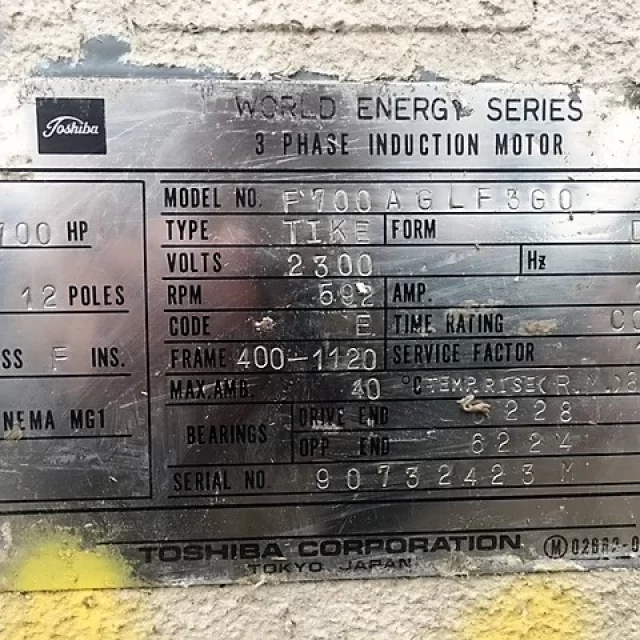 Toshiba
WORLD ENERGY SERIES
3 PHASE INDUCTION MOTOR
700 HP
12 POLES
F INS.
NEMA MG1
MODEL NO. F700AGLF3G0
TYPE TIKE FORM
VOLTS 2300 Hz
RPM 592 AMP.
CODE E TIME RATING
FRAME 400-1120 SERVICE FACTOR
MAX.AMB. 40 °C TEMP.RISE(R.
BEARINGS
DRIVE END 6228
OPP END 6224
SERIAL NO. 90732423 M
TOSHIBA CORPORATION
TOKYO JAPAN